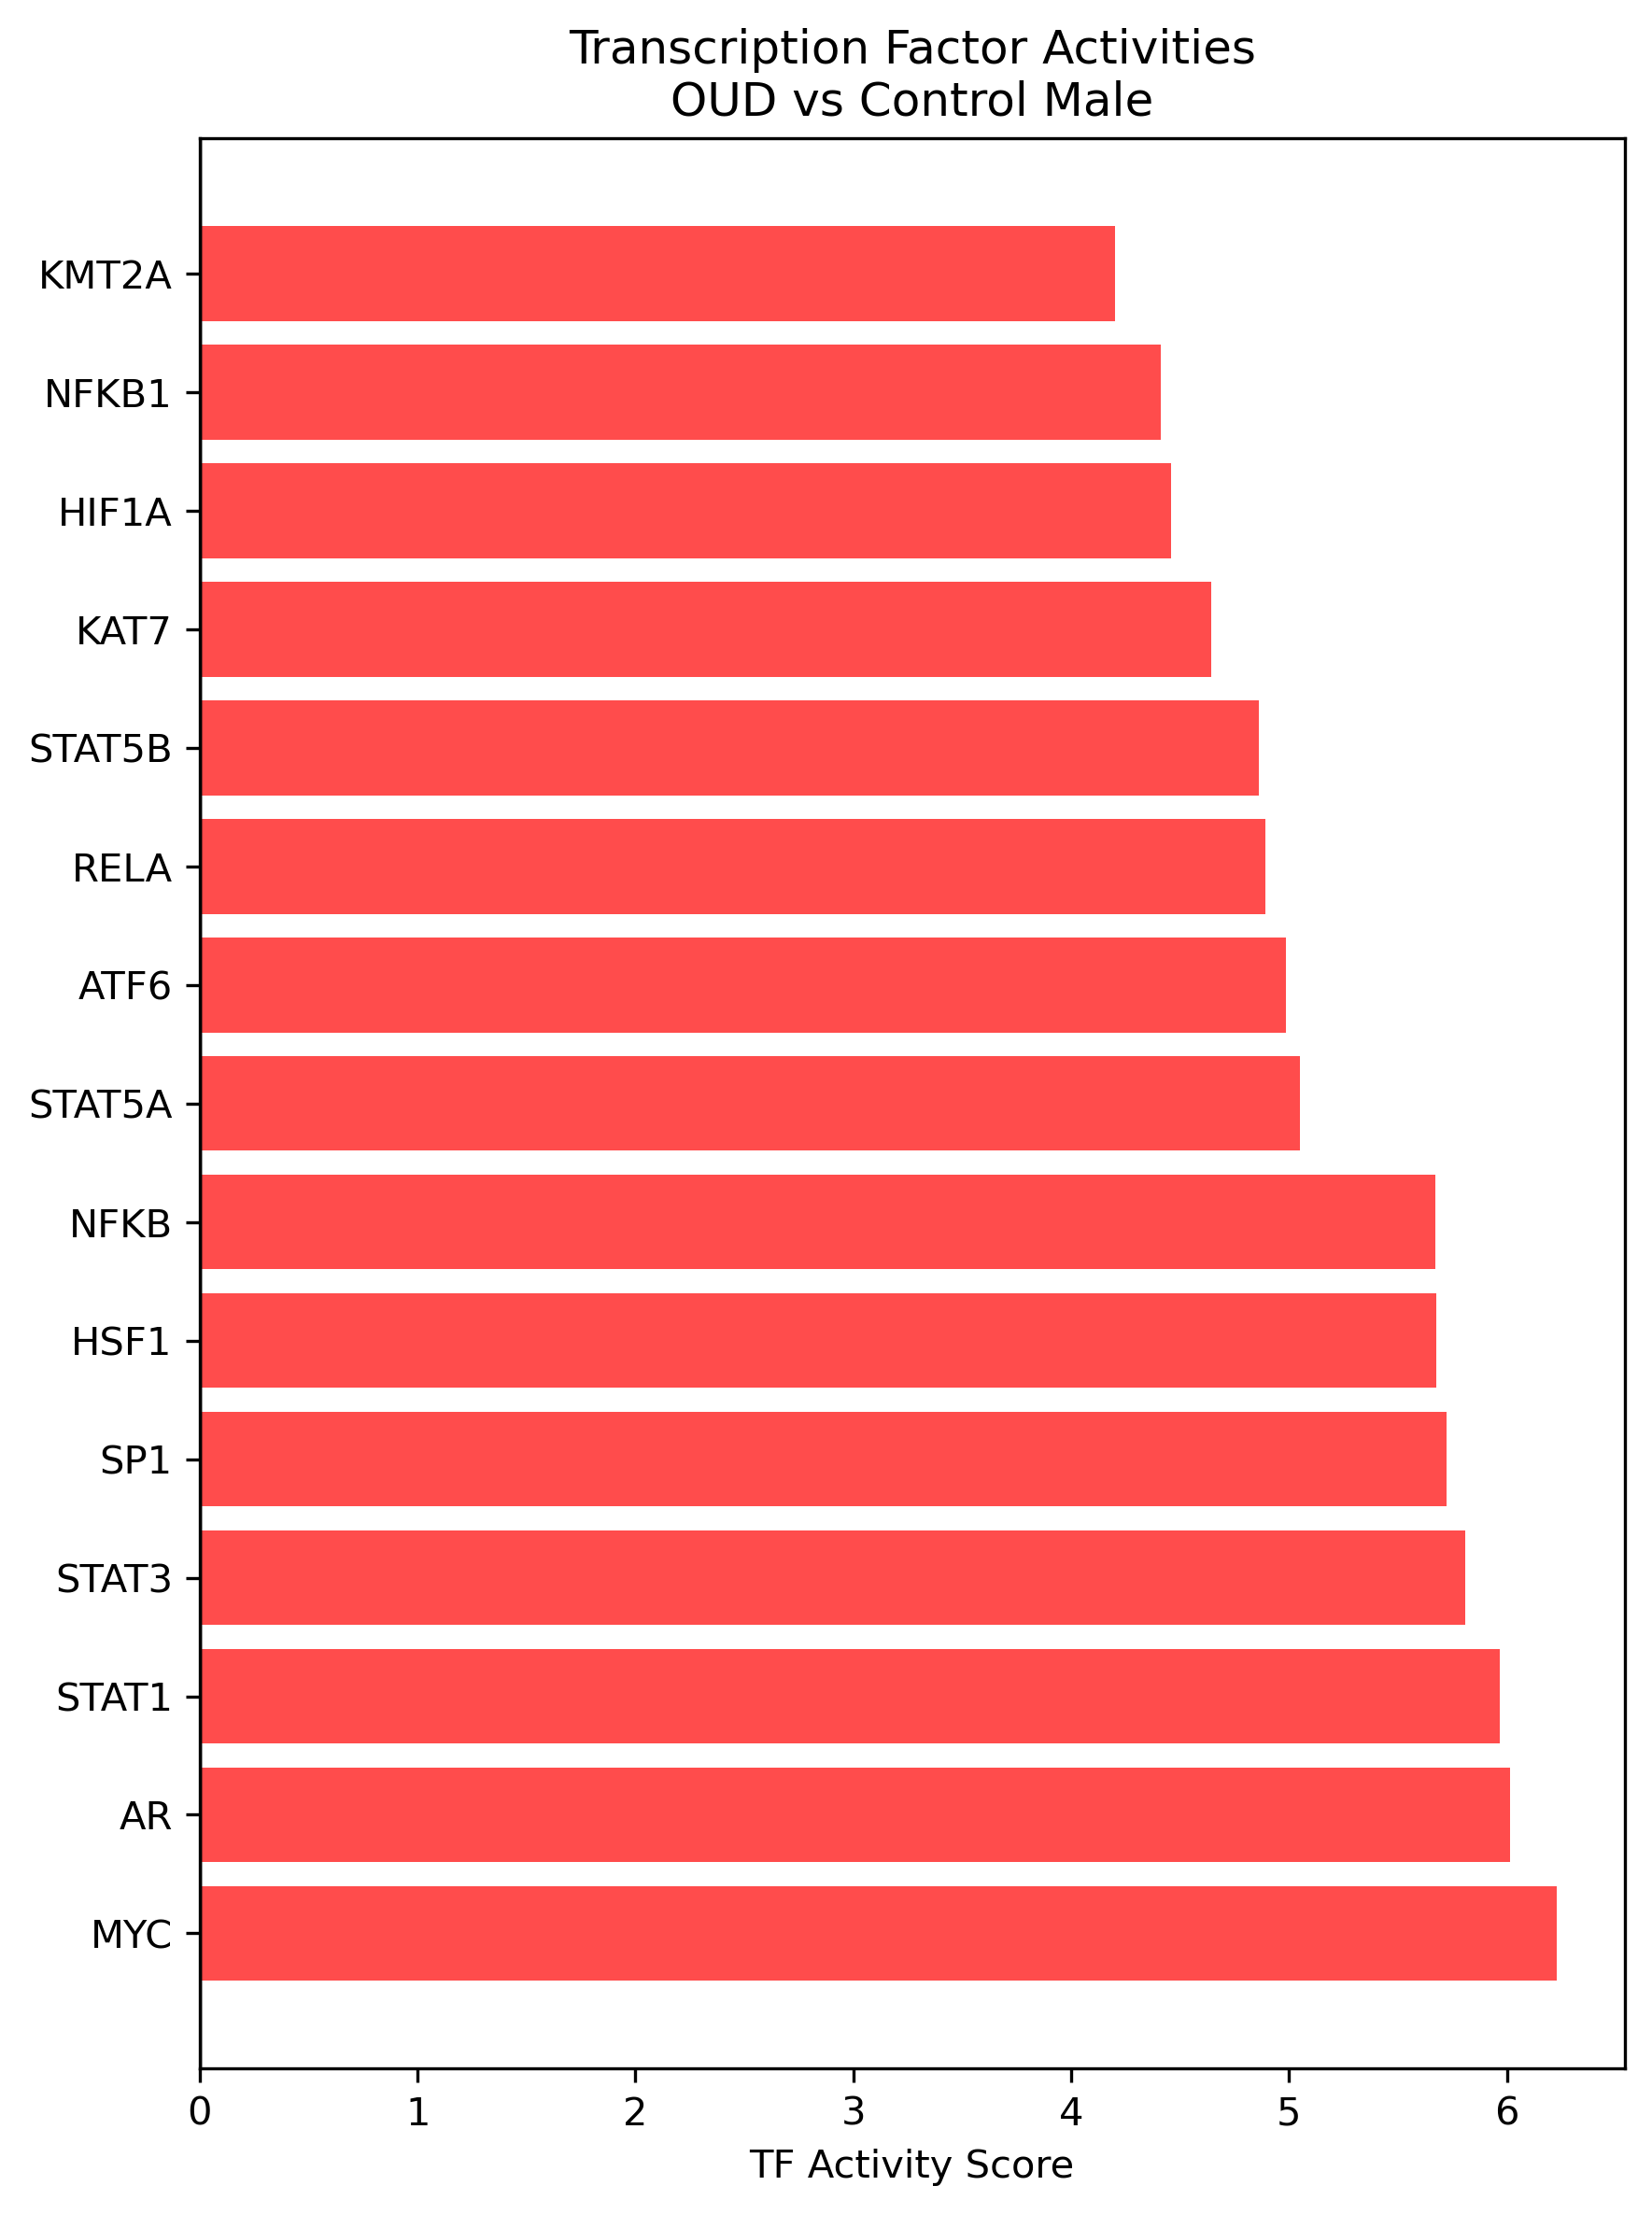 Transcription Factor Activities
OUD vs Control Male
KMT2A
NFKB1
HIF1A
KAT7
STAT5B
RELA
ATF6
STAT5A
NFKB
HSF1
SP1
STAT3
STAT1
AR
MYC
0 1 2 3 4 5 6
TF Activity Score